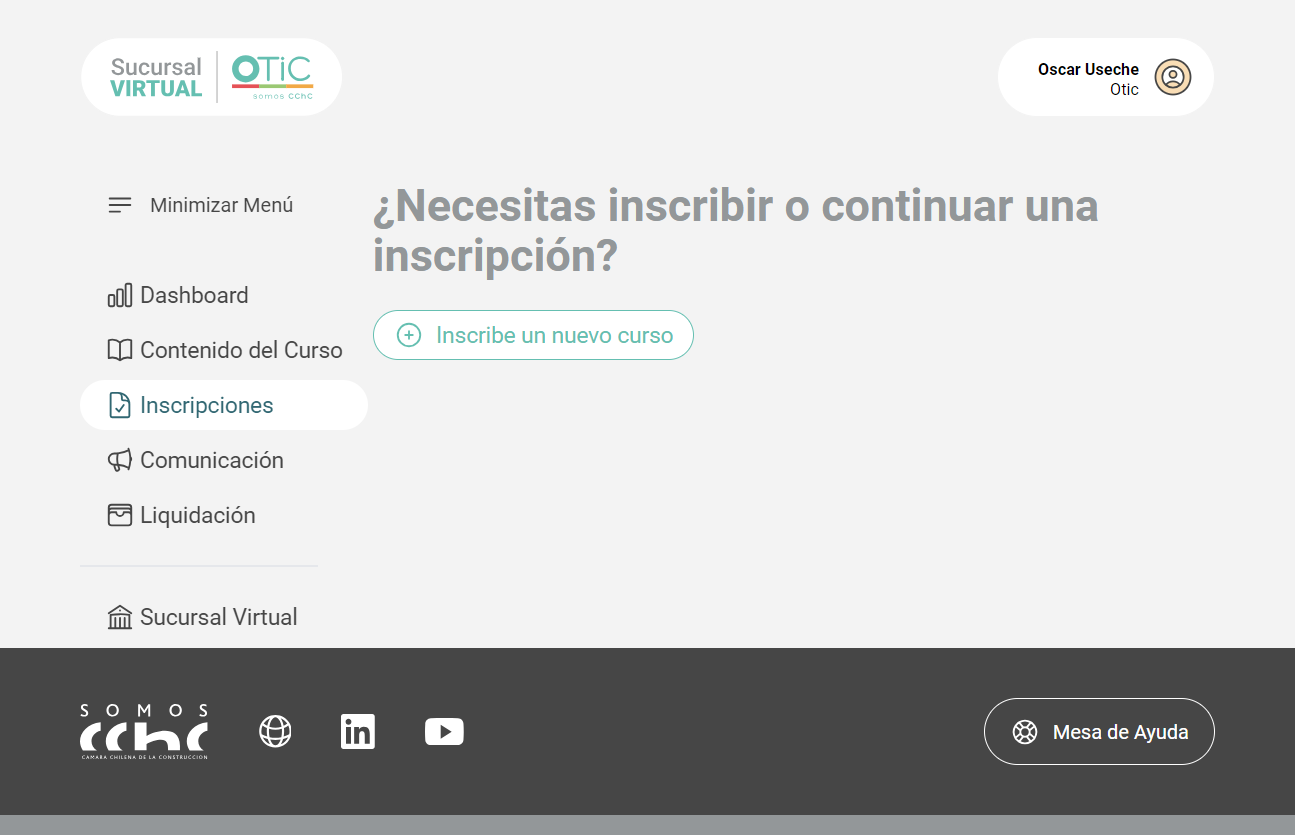 Sucursal
VIRTUAL
OTiC
somos CChC
Oscar Useche
Otic
Minimizar Menú
Dashboard
Contenido del Curso
Inscripciones
Comunicación
Liquidación
Sucursal Virtual
¿Necesitas inscribir o continuar una
inscripción?
Inscribe un nuevo curso
SOMOS
cchc
CAMARA CHILENA DE LA CONSTRUCCION
in
Mesa de Ayuda